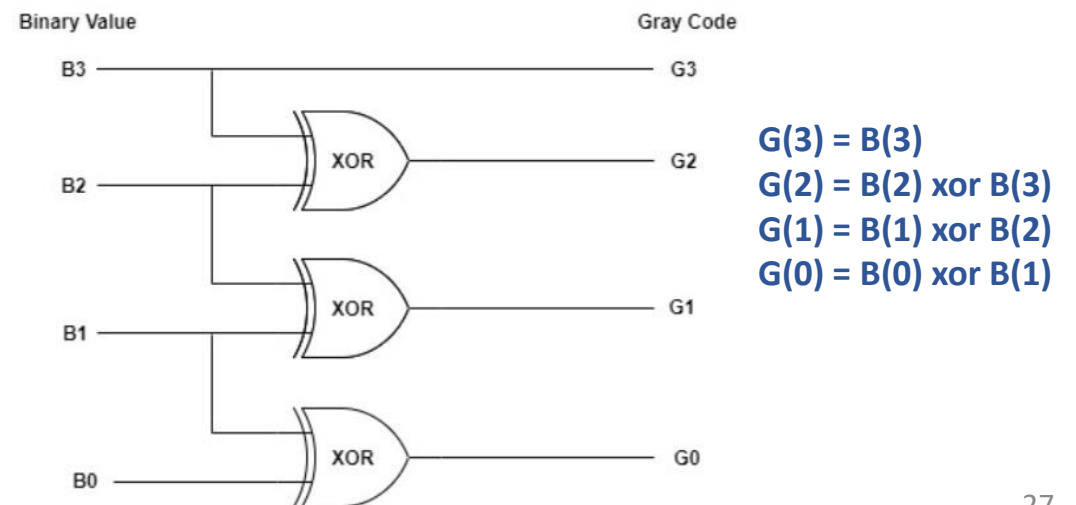 Binary Value
Gray Code
B3
G3
XOR
G2
B2
G(3) = B(3)
G(2) = B(2) xor B(3)
G(1) = B(1) xor B(2)
G(0) = B(0) xor B(1)
XOR
G1
B1
XOR
G0
B0
27